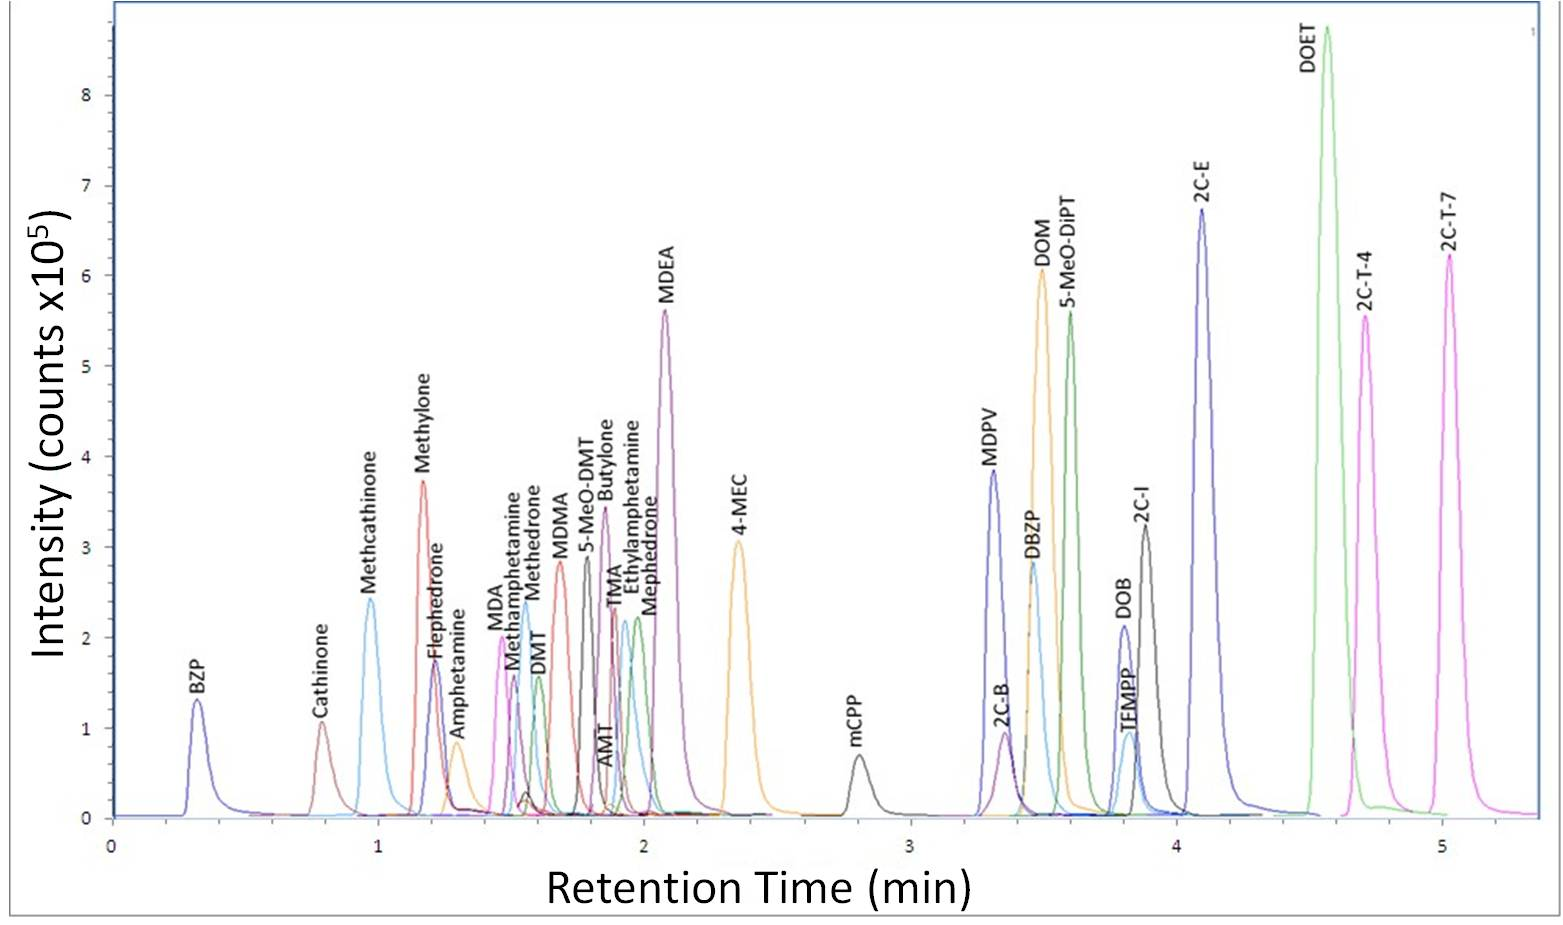 Intensity (counts x10⁵)
8
7
6
5
4
3
2
1
0
BZP
Cathinone
Methcathinone
Methylone
Flephedrone
Amphetamine
MDA
Methamphetamine
Methedrone
DMT
MDMA
5-MeO-DMT
AMT
Butylone
TMA
Ethylamphetamine
Mephedrone
MDEA
4-MEC
mCPP
MDPV
2C-B
DBZP
DOM
5-MeO-DiPT
DOB
TFMPP
2C-I
2C-E
DOET
2C-T-4
2C-T-7
1
0 1 2 3 4 5
Retention Time (min)